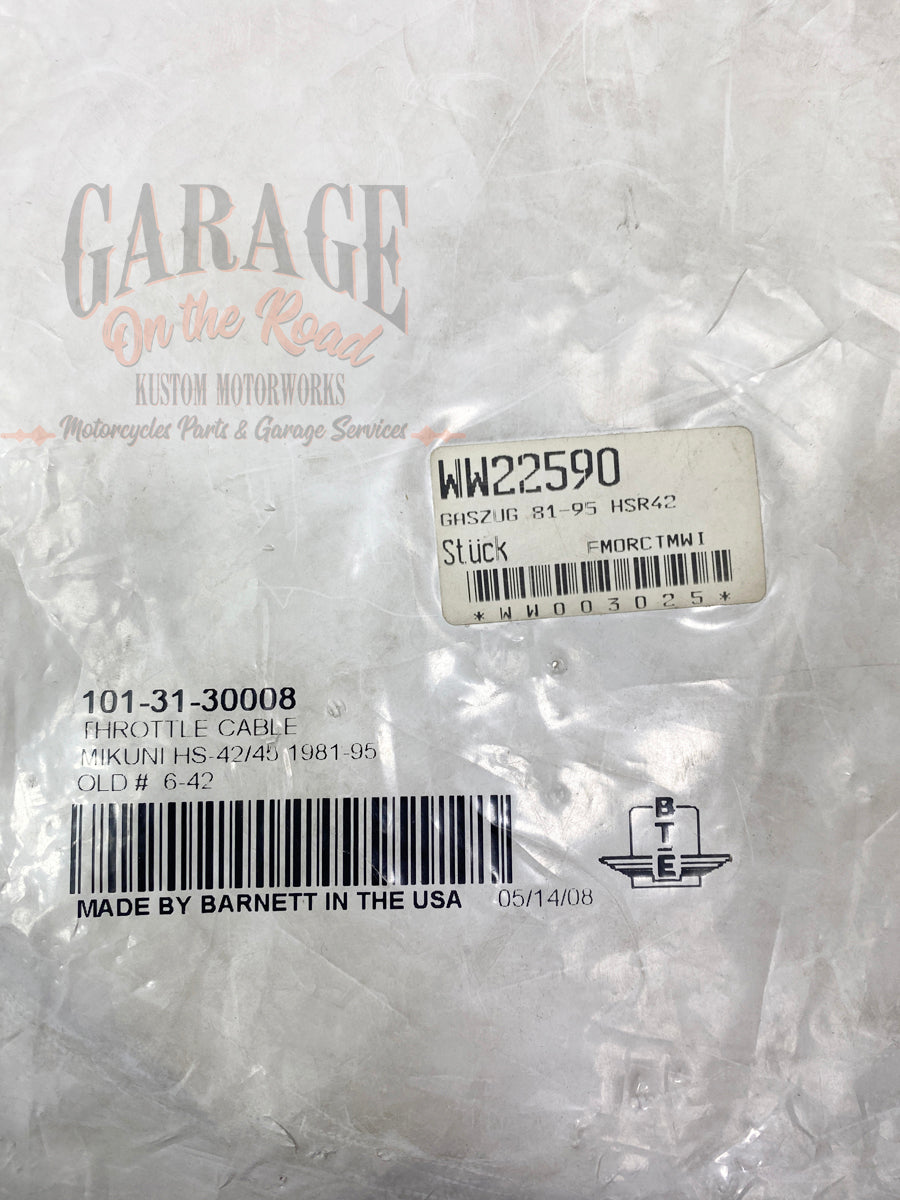 GARAGE
On the Road
KUSTOM MOTORWORKS
Motorcycles Parts & Garage Services
WW22590
GASZUG 81-95 HSR42
Stück FMORCTMWI
*WW003025*
101-31-30008
THROTTLE CABLE
MIKUNI HS-42/45 1981-95
OLD # 6-42
MADE BY BARNETT IN THE USA 05/14/08
B
T
E